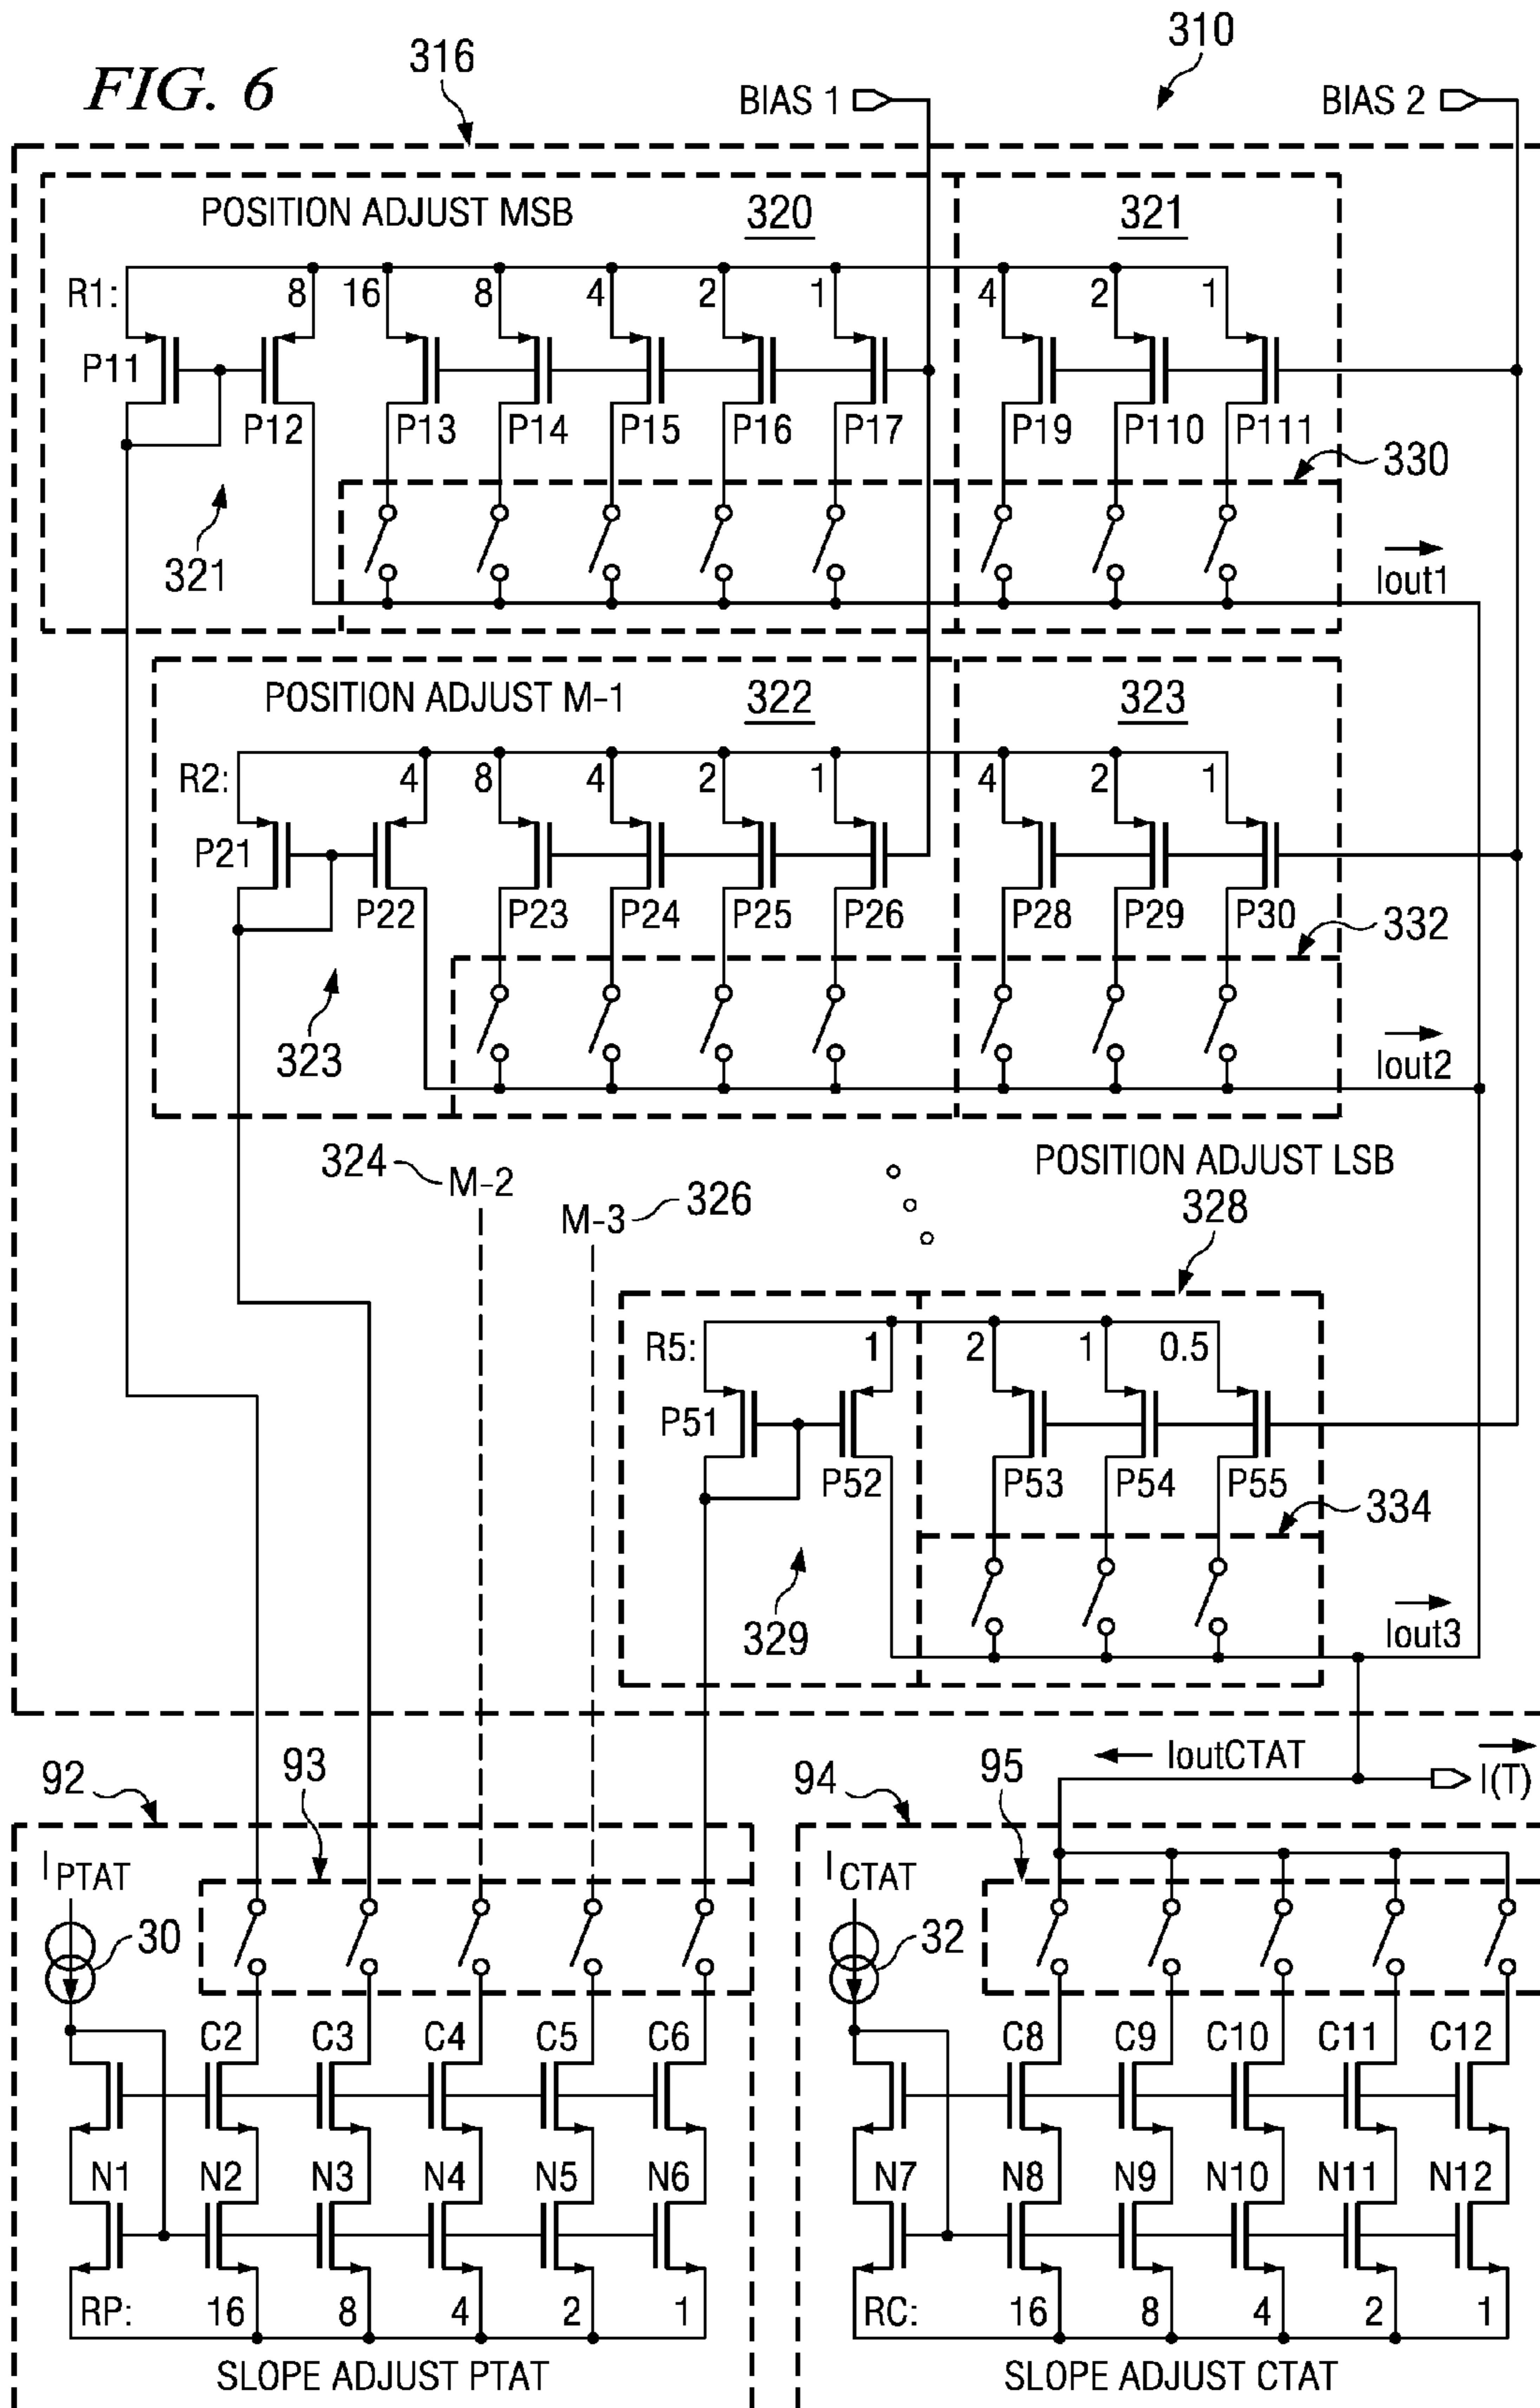 FIG. 6
316
310
BIAS 1
BIAS 2
POSITION ADJUST MSB
320
321
R1:
8
16
8
4
2
1
4
2
1
P11
P12
P13
P14
P15
P16
P17
P19
P110
P111
330
321
Iout1
POSITION ADJUST M-1
322
323
R2:
4
8
4
2
1
4
2
1
P21
P22
P23
P24
P25
P26
P28
P29
P30
332
323
Iout2
324
M-2
POSITION ADJUST LSB
M-3
326
328
R5:
1
2
1
0.5
P51
P52
P53
P54
P55
334
329
Iout3
92
93
94
95
IoutCTAT
I(T)
I PTAT
30
I CTAT
32
C2
C3
C4
C5
C6
C8
C9
C10
C11
C12
N1
N2
N3
N4
N5
N6
N7
N8
N9
N10
N11
N12
RP:
16
8
4
2
1
RC:
16
8
4
2
1
SLOPE ADJUST PTAT
SLOPE ADJUST CTAT